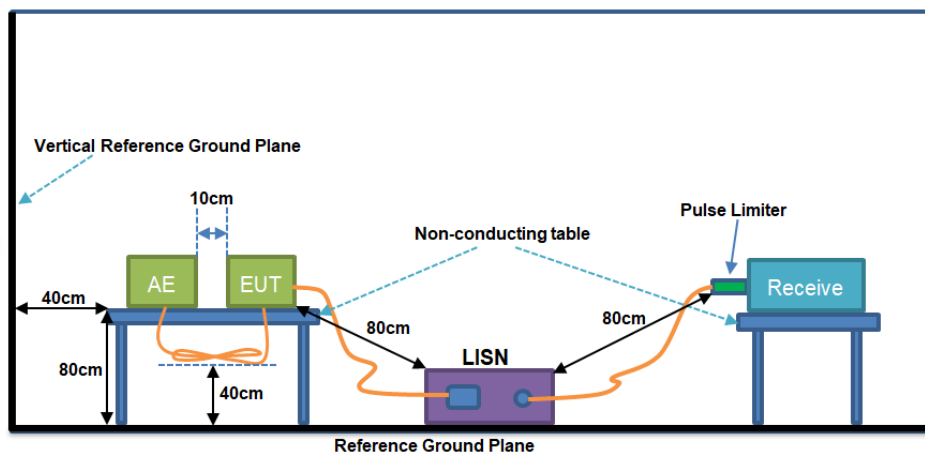 Vertical Reference Ground Plane
10cm
Pulse Limiter
Non-conducting table
AE
EUT
Receive
40cm
80cm
80cm
LISN
80cm
40cm
Reference Ground Plane